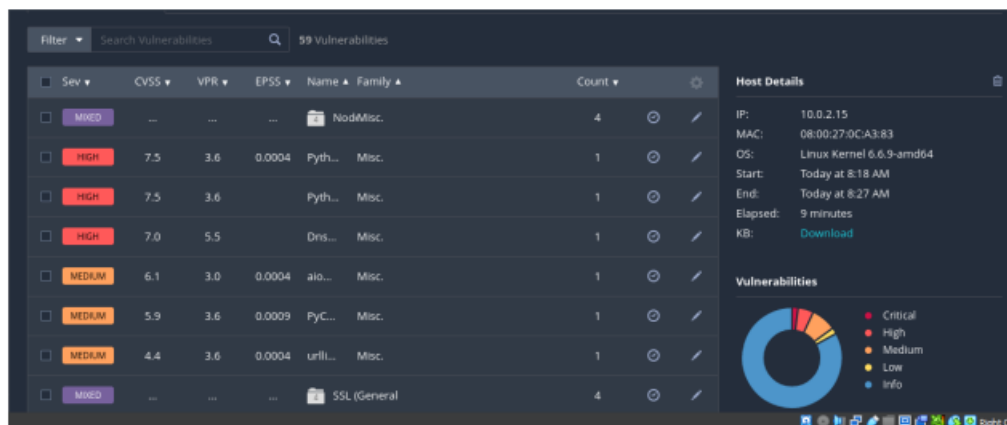 Filter Search Vulnerabilities 59 Vulnerabilities
Sev CVSS VPR EPSS Name Family Count
MIXED ... ... ... Nod Misc. 4
HIGH 7.5 3.6 0.0004 Pyth... Misc. 1
HIGH 7.5 3.6 Pyth... Misc. 1
HIGH 7.0 5.5 Dns... Misc. 1
MEDIUM 6.1 3.0 0.0004 aio... Misc. 1
MEDIUM 5.9 3.6 0.0009 PyC... Misc. 1
MEDIUM 4.4 3.6 0.0004 urlli... Misc. 1
MIXED ... ... ... SSL (General 4
Host Details
IP: 10.0.2.15
MAC: 08:00:27:0C:A3:83
OS: Linux Kernel 6.6.9-amd64
Start: Today at 8:18 AM
End: Today at 8:27 AM
Elapsed: 9 minutes
KB: Download
Vulnerabilities
Critical
High
Medium
Low
Info
Right